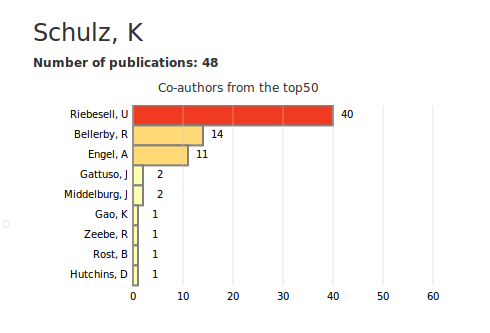 Schulz, K
Number of publications: 48
Co-authors from the top50
Riebesell, U 40
Bellerby, R 14
Engel, A 11
Gattuso, J 2
Middelburg, J 2
Gao, K 1
Zeebe, R 1
Rost, B 1
Hutchins, D 1
0 10 20 30 40 50 60